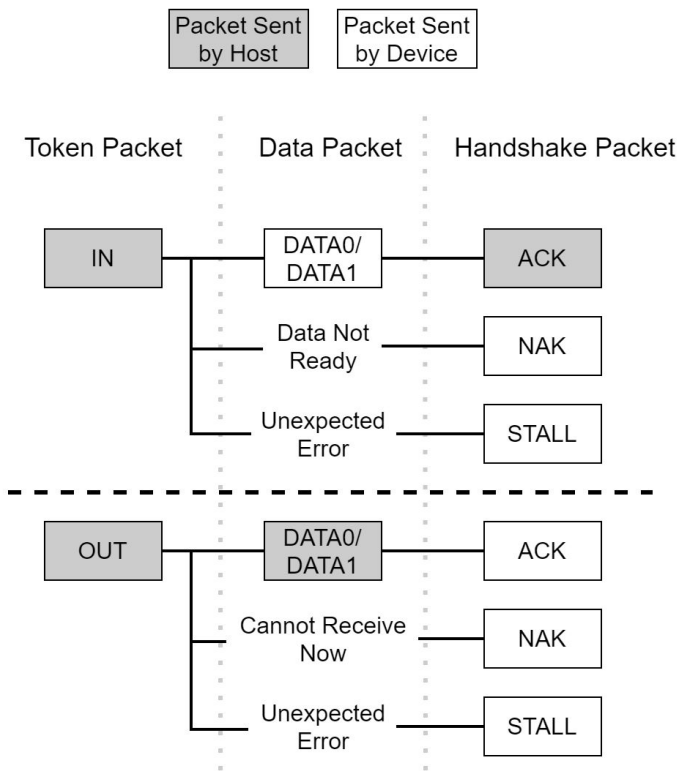 Packet Sent
by Host
Packet Sent
by Device
Token Packet
Data Packet
Handshake Packet
IN
DATA0/
DATA1
ACK
Data Not
Ready
NAK
Unexpected
Error
STALL
OUT
DATA0/
DATA1
ACK
Cannot Receive
Now
NAK
Unexpected
Error
STALL